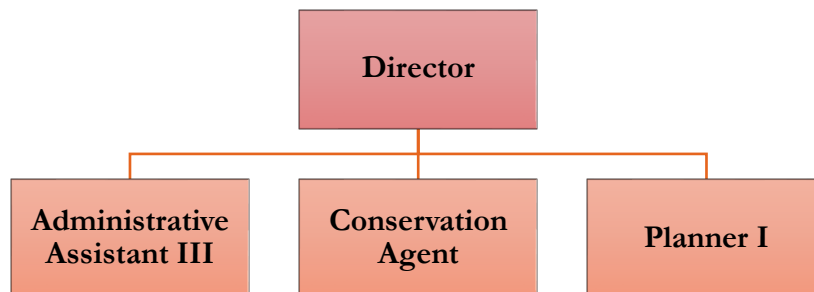 Director
Administrative
Assistant III
Conservation
Agent
Planner I